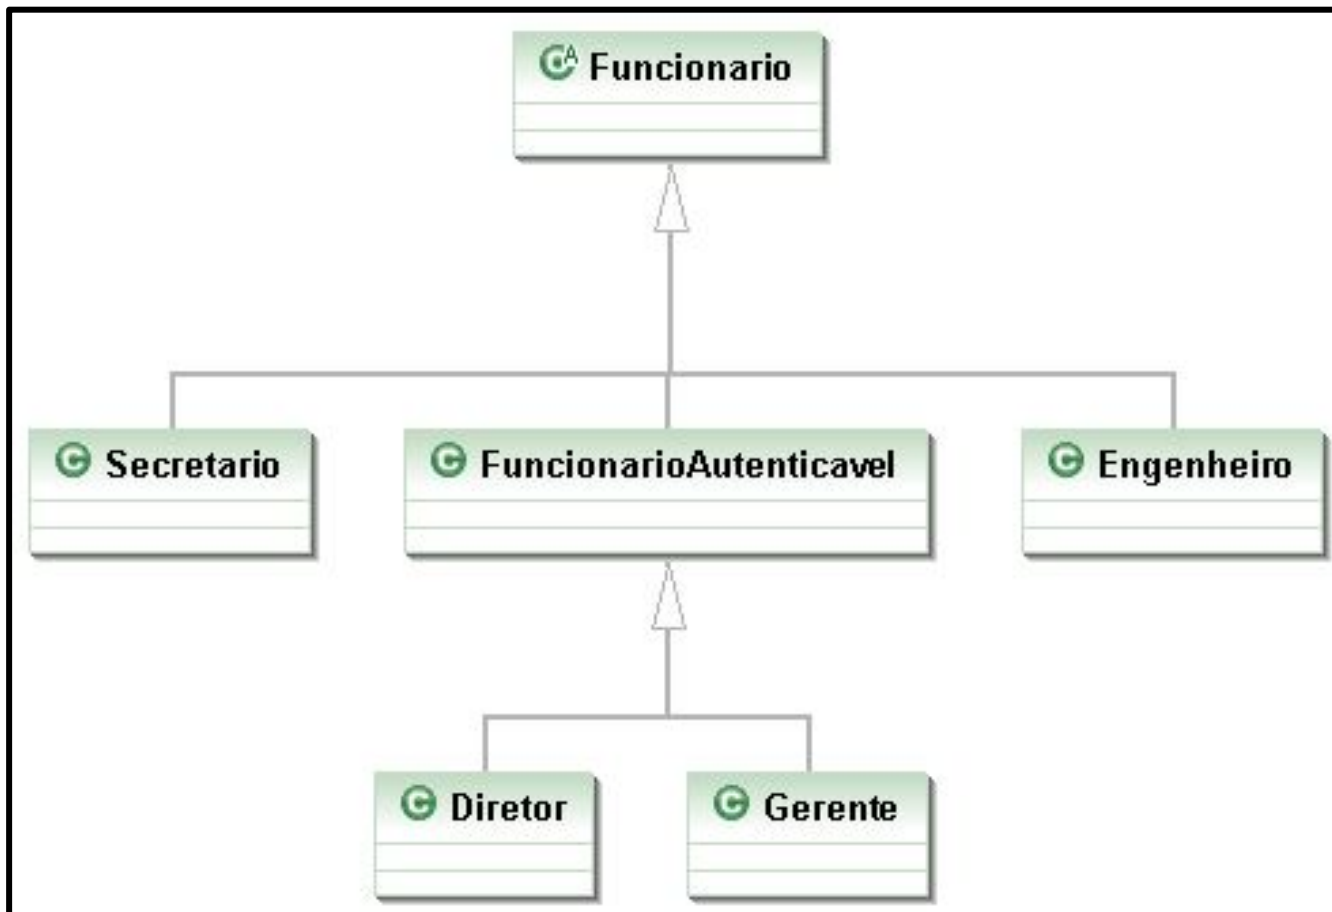 Funcionario
Secretario
FuncionarioAutenticavel
Engenheiro
Diretor
Gerente